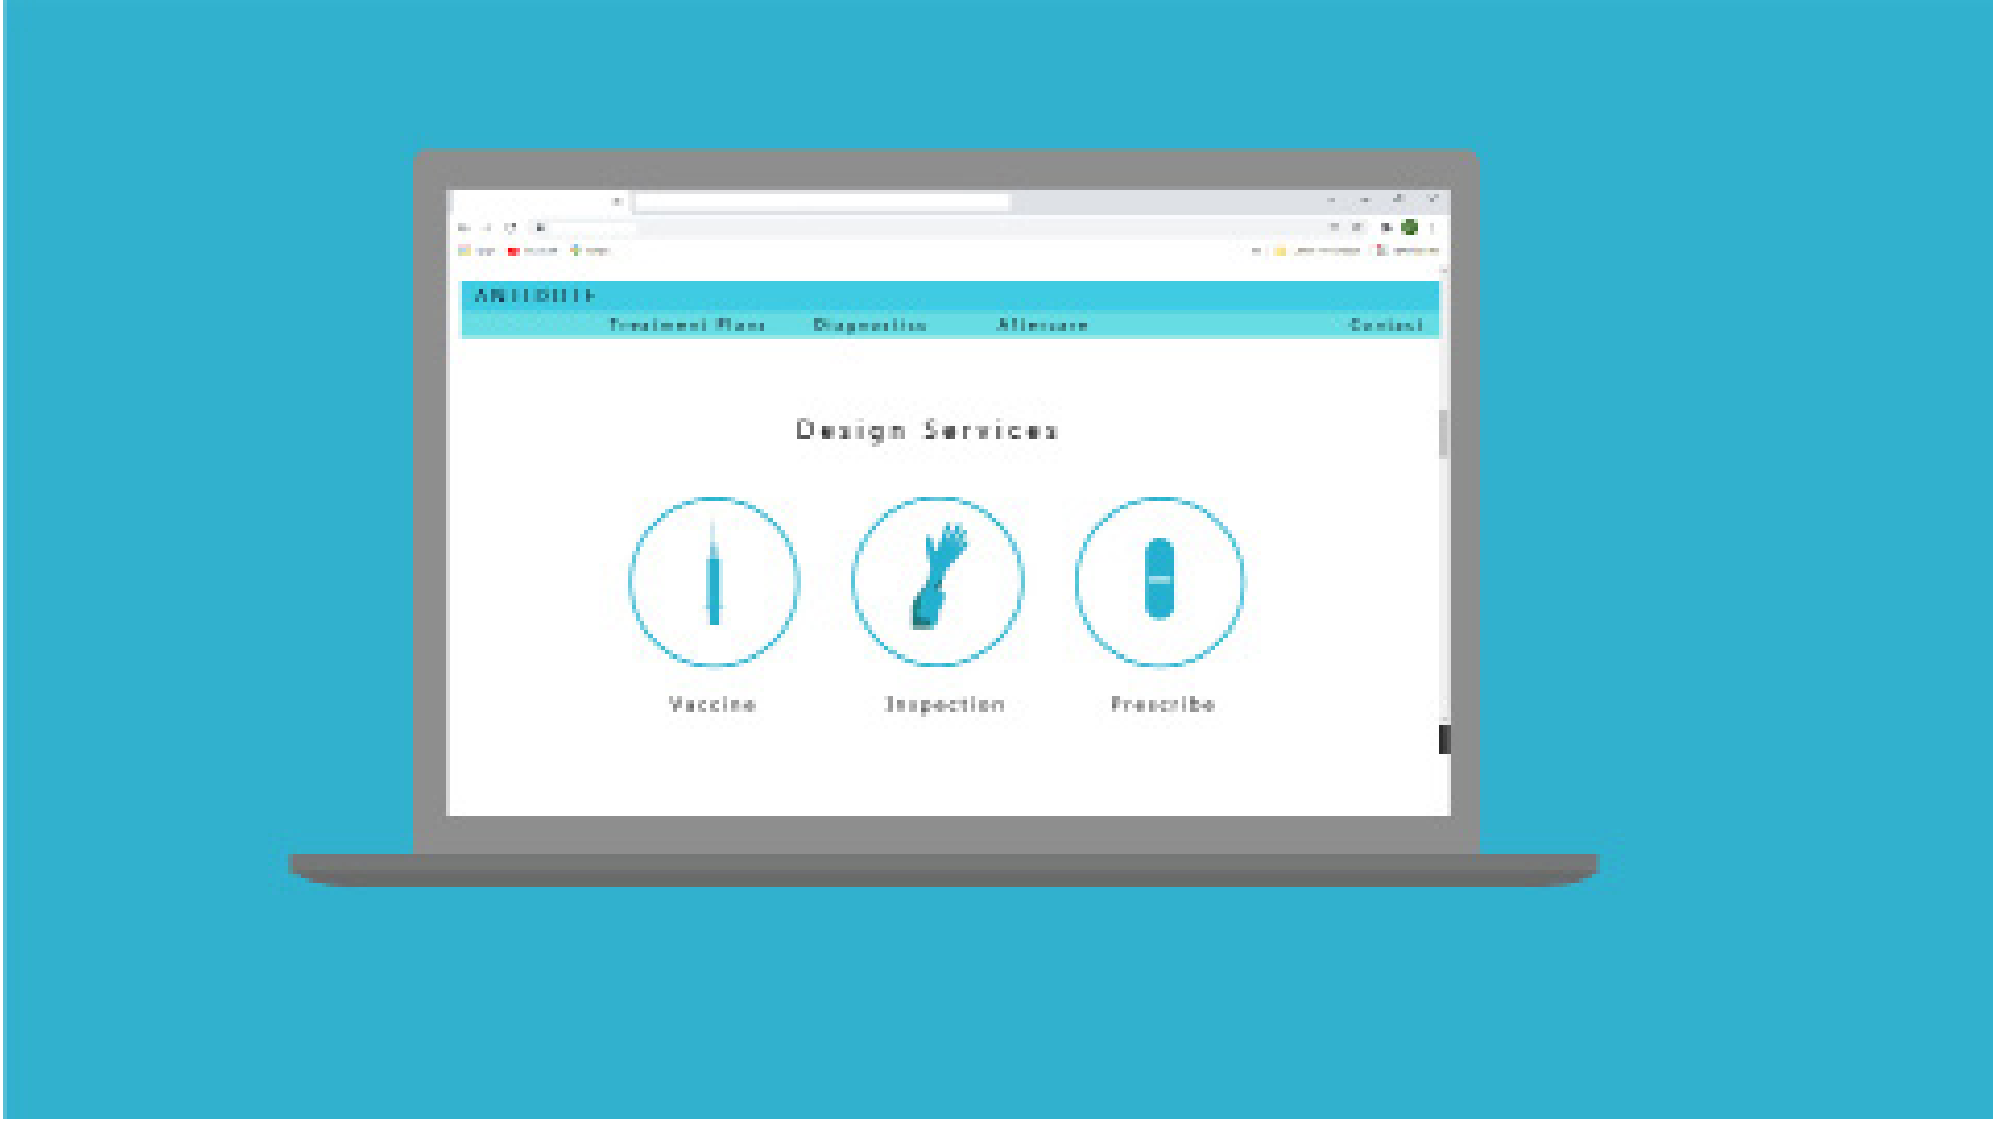 ANTIDOTE
Treatment Plans Diagnostics Aftercare Contact
Design Services
Vaccine Inspection Prescribe